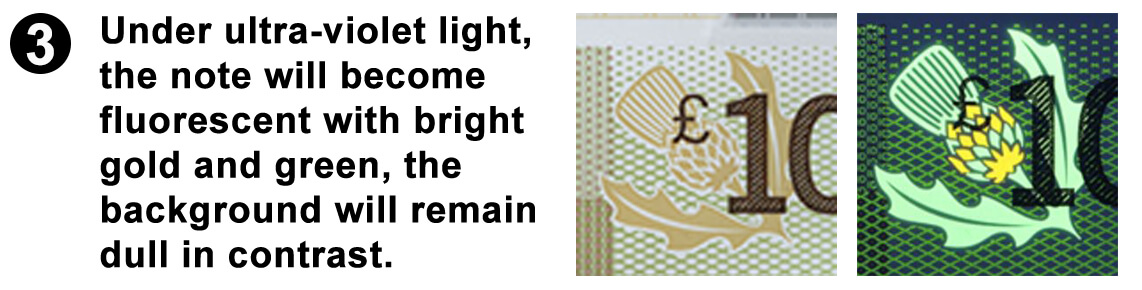 3
Under ultra-violet light,
the note will become
fluorescent with bright
gold and green, the
background will remain
dull in contrast.
£10
£10